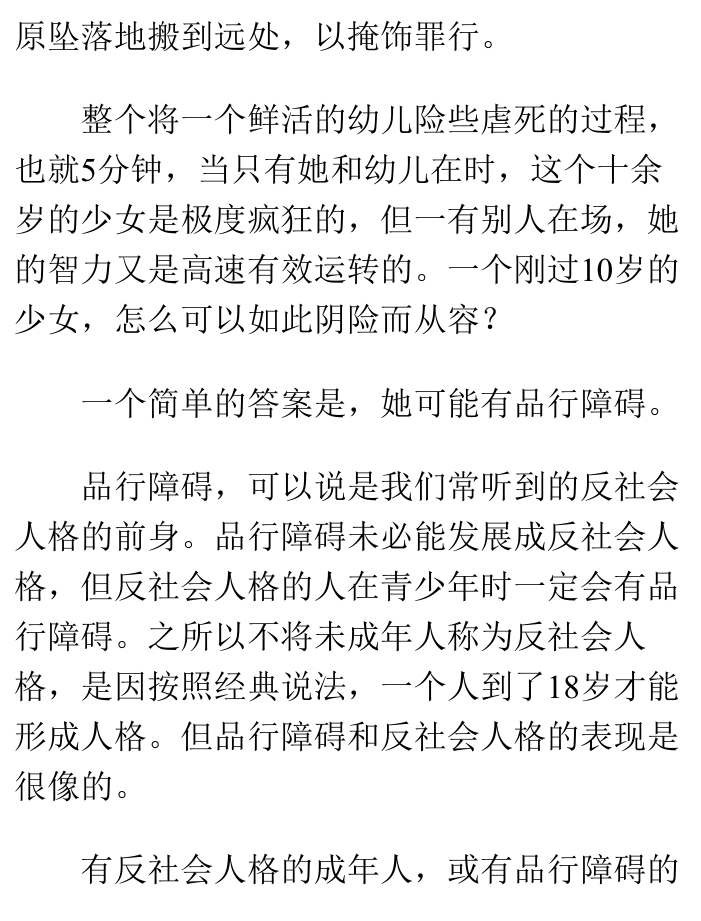 原坠落地搬到远处，以掩饰罪行。
整个将一个鲜活的幼儿险些虐死的过程，
也就5分钟，当只有她和幼儿在时，这个十余
岁的少女是极度疯狂的，但一有别人在场，她
的智力又是高速有效运转的。一个刚过10岁的
少女，怎么可以如此阴险而从容？
一个简单的答案是，她可能有品行障碍。
品行障碍，可以说是我们常听到的反社会
人格的前身。品行障碍未必能发展成反社会人
格，但反社会人格的人在青少年时一定会有品
行障碍。之所以不将未成年人称为反社会人
格，是因按照经典说法，一个人到了18岁才能
形成人格。但品行障碍和反社会人格的表现是
很像的。
有反社会人格的成年人，或有品行障碍的